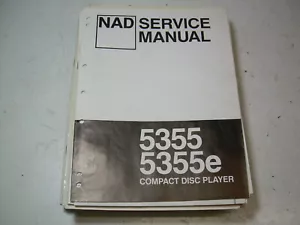 NAD SERVICE
MANUAL
5355
5355e
COMPACT DISC PLAYER